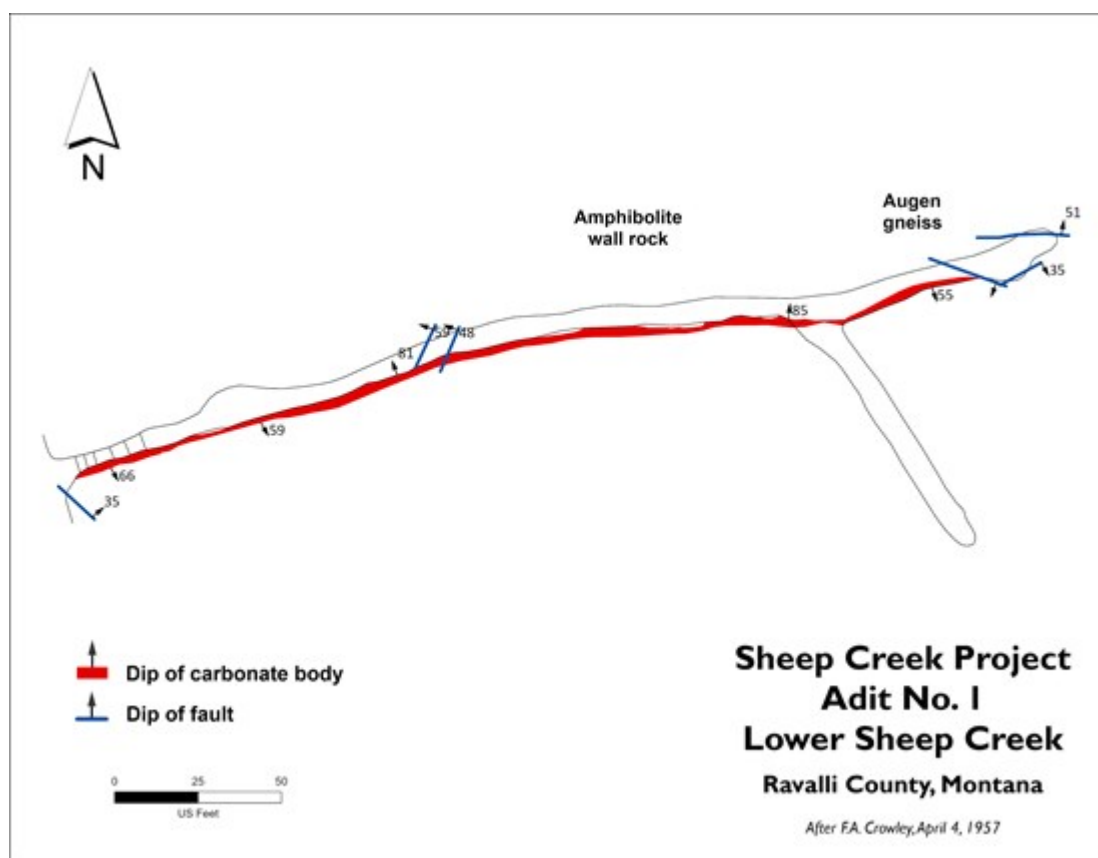 N
Amphibolite
wall rock
Augen
gneiss
51
35
55
85
59
48
81
59
66
35
Dip of carbonate body
Dip of fault
0 25 50
US Feet
Sheep Creek Project
Adit No. 1
Lower Sheep Creek
Ravalli County, Montana
After F.A. Crowley, April 4, 1957